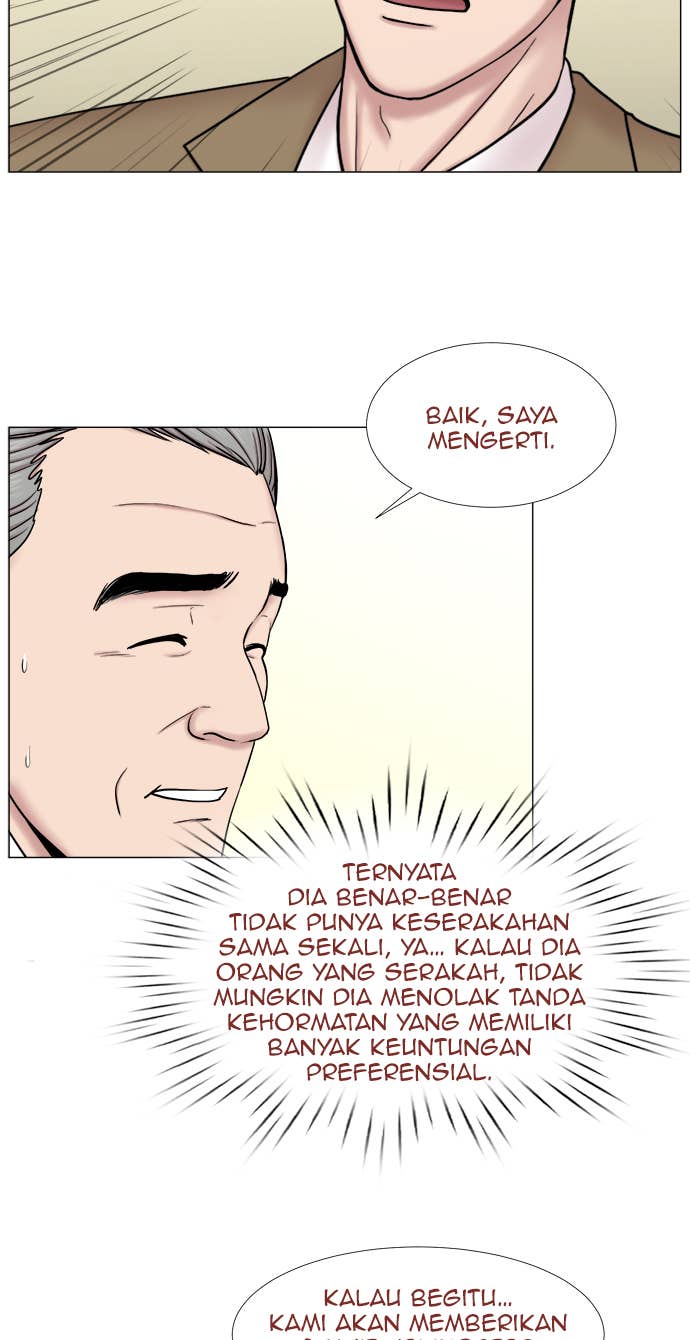 BAIK, SAYA
MENGERTI.
TERNYATA
DIA BENAR-BENAR
TIDAK PUNYA KESERAKAHAN
SAMA SEKALI, YA... KALAU DIA
ORANG YANG SERAKAH, TIDAK
MUNGKIN DIA MENOLAK TANDA
KEHORMATAN YANG MEMILIKI
BANYAK KEUNTUNGAN
PREFERENSIAL.
KALAU BEGITU...
KAMI AKAN MEMBERIKAN